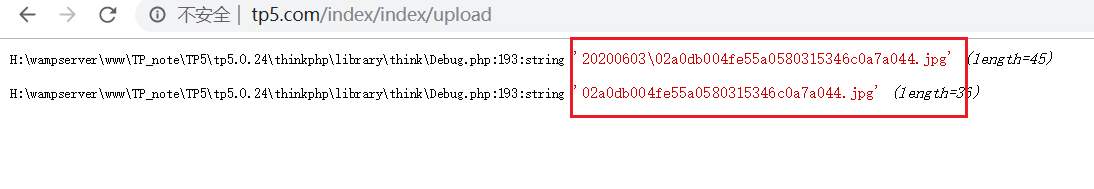 不安全 | tp5.com/index/index/upload
H:\wampserver\www\TP_note\TP5\tp5.0.24\thinkphp\library\think\Debug.php:193:string '20200603\02a0db004fe55a0580315346c0a7a044.jpg' (length=45)
H:\wampserver\www\TP_note\TP5\tp5.0.24\thinkphp\library\think\Debug.php:193:string '02a0db004fe55a0580315346c0a7a044.jpg' (length=36)